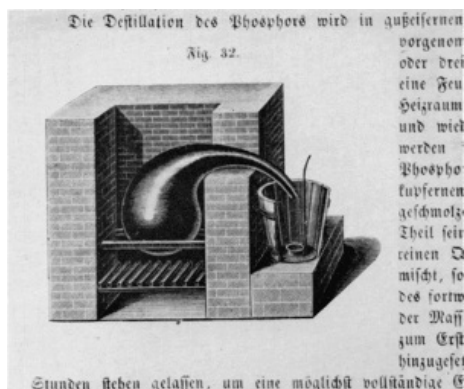 Die Destillation des Phosphors wird in gußeisernen
Fig. 32.
vorgenom
oder drei
eine Feu
Heizraum
und wied
werden
Phospho
kupfernen
geschmolz
Theil sein
reinen
mischt, so
des fortw
der Mass
zum Erst
hinzugeset
Stunden stehen gelassen, um eine möglichst vollständige